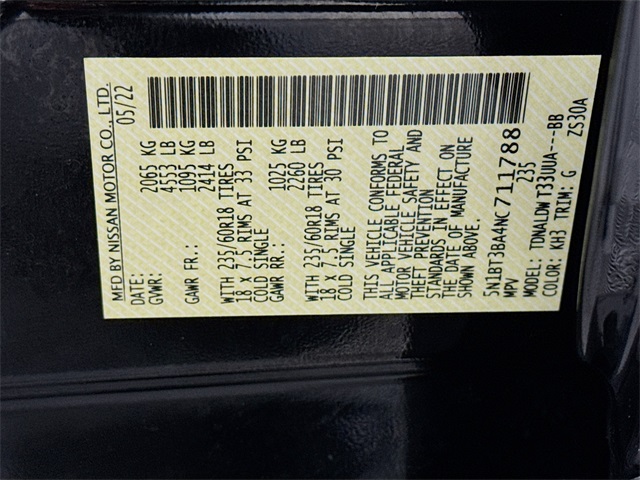 MFD BY NISSAN MOTOR CO., LTD.
DATE: 05/22
GVWR: 2065 KG
4553 LB
GAWR FR: 1095 KG
2414 LB
WITH 235/60R18 TIRES
18 X 7.5 RIMS AT 33 PSI
COLD SINGLE
GAWR RR: 1025 KG
2260 LB
WITH 235/60R18 TIRES
18 X 7.5 RIMS AT 30 PSI
COLD SINGLE
THIS VEHICLE CONFORMS TO
ALL APPLICABLE FEDERAL
MOTOR VEHICLE SAFETY AND
THEFT PREVENTION
STANDARDS IN EFFECT ON
THE DATE OF MANUFACTURE
SHOWN ABOVE.
5N1BT3BA4NC711788
MPV 235
MODEL: TDNALDW T33UUA---BB
COLOR: KH3 TRIM: G ZS30A